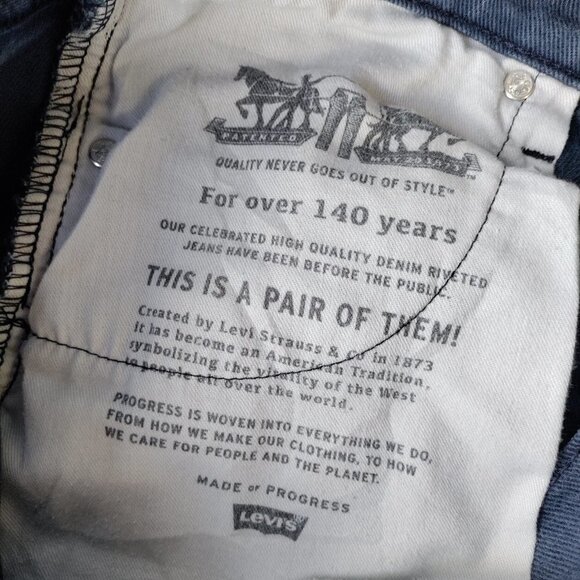 PATENTED
QUALITY NEVER GOES OUT OF STYLE™
For over 140 years
OUR CELEBRATED HIGH QUALITY DENIM RIVETED
JEANS HAVE BEEN BEFORE THE PUBLIC.
THIS IS A PAIR OF THEM!
Created by Levi Strauss & Co in 1873
it has become an American Tradition,
symbolizing the vitality of the West
to people all over the world.
PROGRESS IS WOVEN INTO EVERYTHING WE DO,
FROM HOW WE MAKE OUR CLOTHING, TO HOW
WE CARE FOR PEOPLE AND THE PLANET.
MADE OF PROGRESS
Levi's